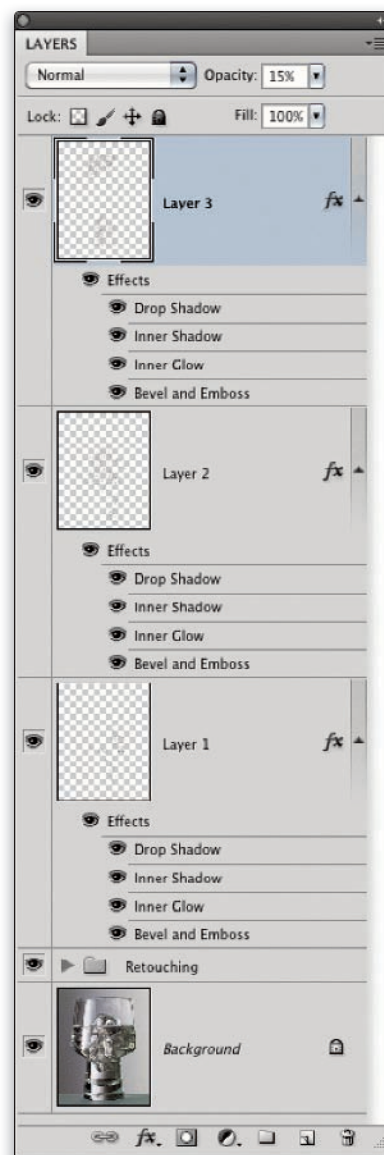 LAYERS
Normal Opacity: 15%
Lock: Fill: 100%
Layer 3 fx
Effects
Drop Shadow
Inner Shadow
Inner Glow
Bevel and Emboss
Layer 2 fx
Effects
Drop Shadow
Inner Shadow
Inner Glow
Bevel and Emboss
Layer 1 fx
Effects
Drop Shadow
Inner Shadow
Inner Glow
Bevel and Emboss
Retouching
Background
fx.